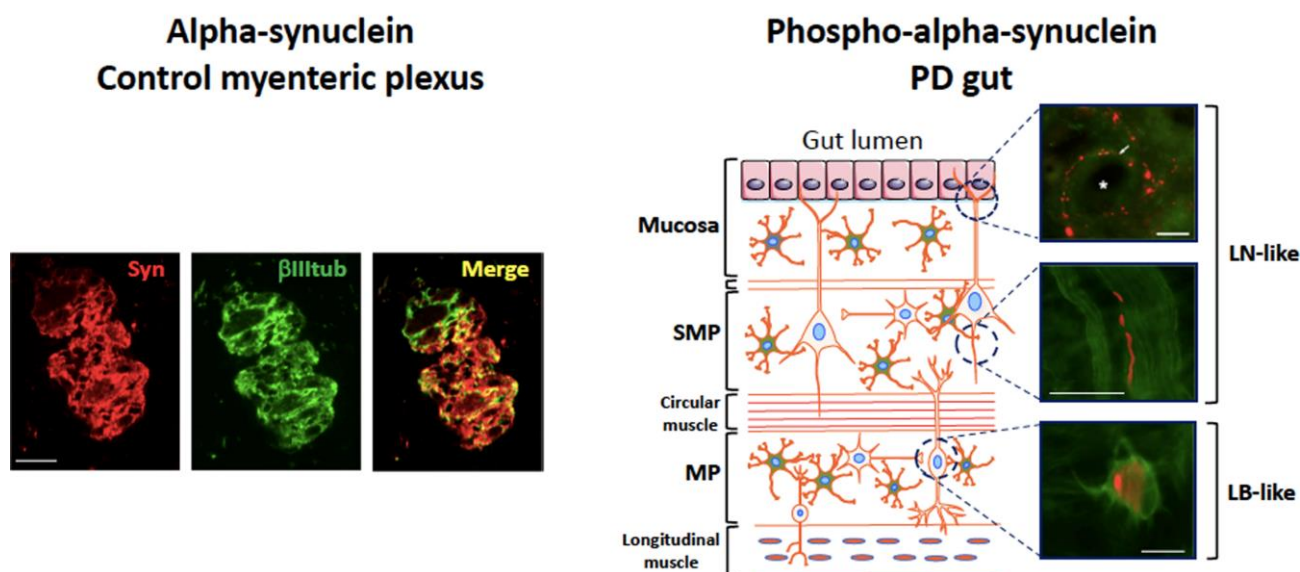 Alpha-synuclein
Control myenteric plexus
Syn
βIIItub
Merge
Phospho-alpha-synuclein
PD gut
Gut lumen
Mucosa
SMP
Circular
muscle
MP
Longitudinal
muscle
*
LN-like
LB-like